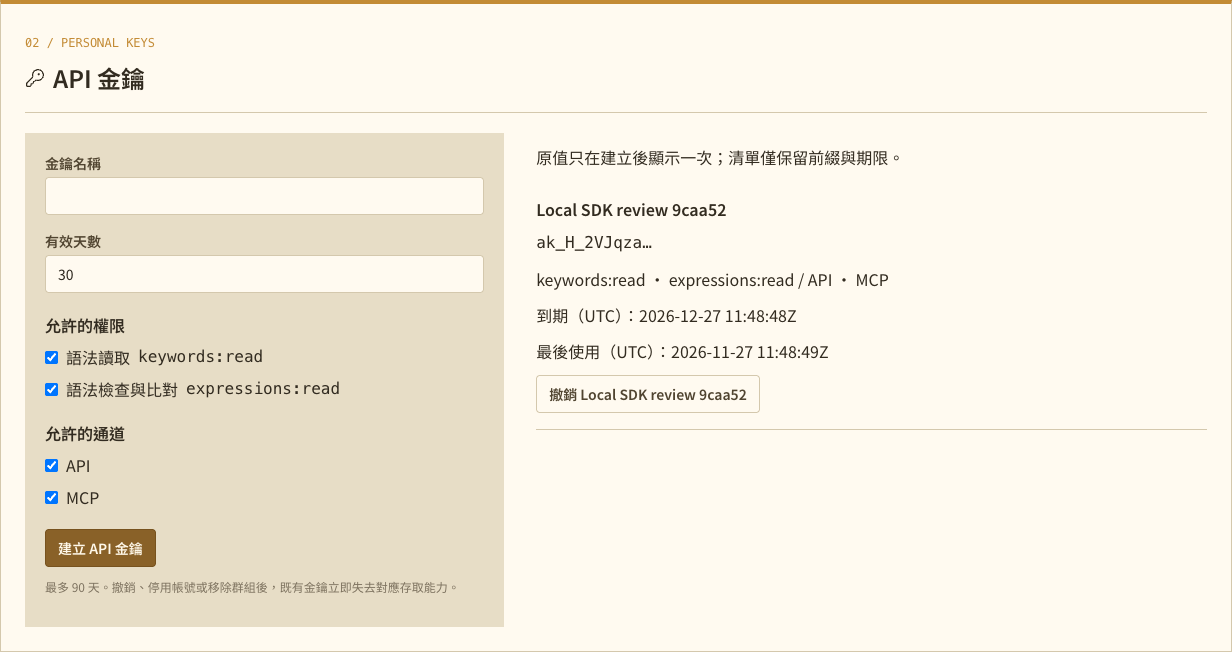 02 / PERSONAL KEYS
API 金鑰
金鑰名稱
有效天數
30
允許的權限
語法讀取 keywords:read
語法檢查與比對 expressions:read
允許的通道
API
MCP
建立 API 金鑰
最多 90 天。撤銷、停用帳號或移除群組後，既有金鑰立即失去對應存取能力。
原值只在建立後顯示一次；清單僅保留前綴與期限。
Local SDK review 9caa52
ak_H_2VJqza…
keywords:read · expressions:read / API · MCP
到期（UTC）：2026-12-27 11:48:48Z
最後使用（UTC）：2026-11-27 11:48:49Z
撤銷 Local SDK review 9caa52